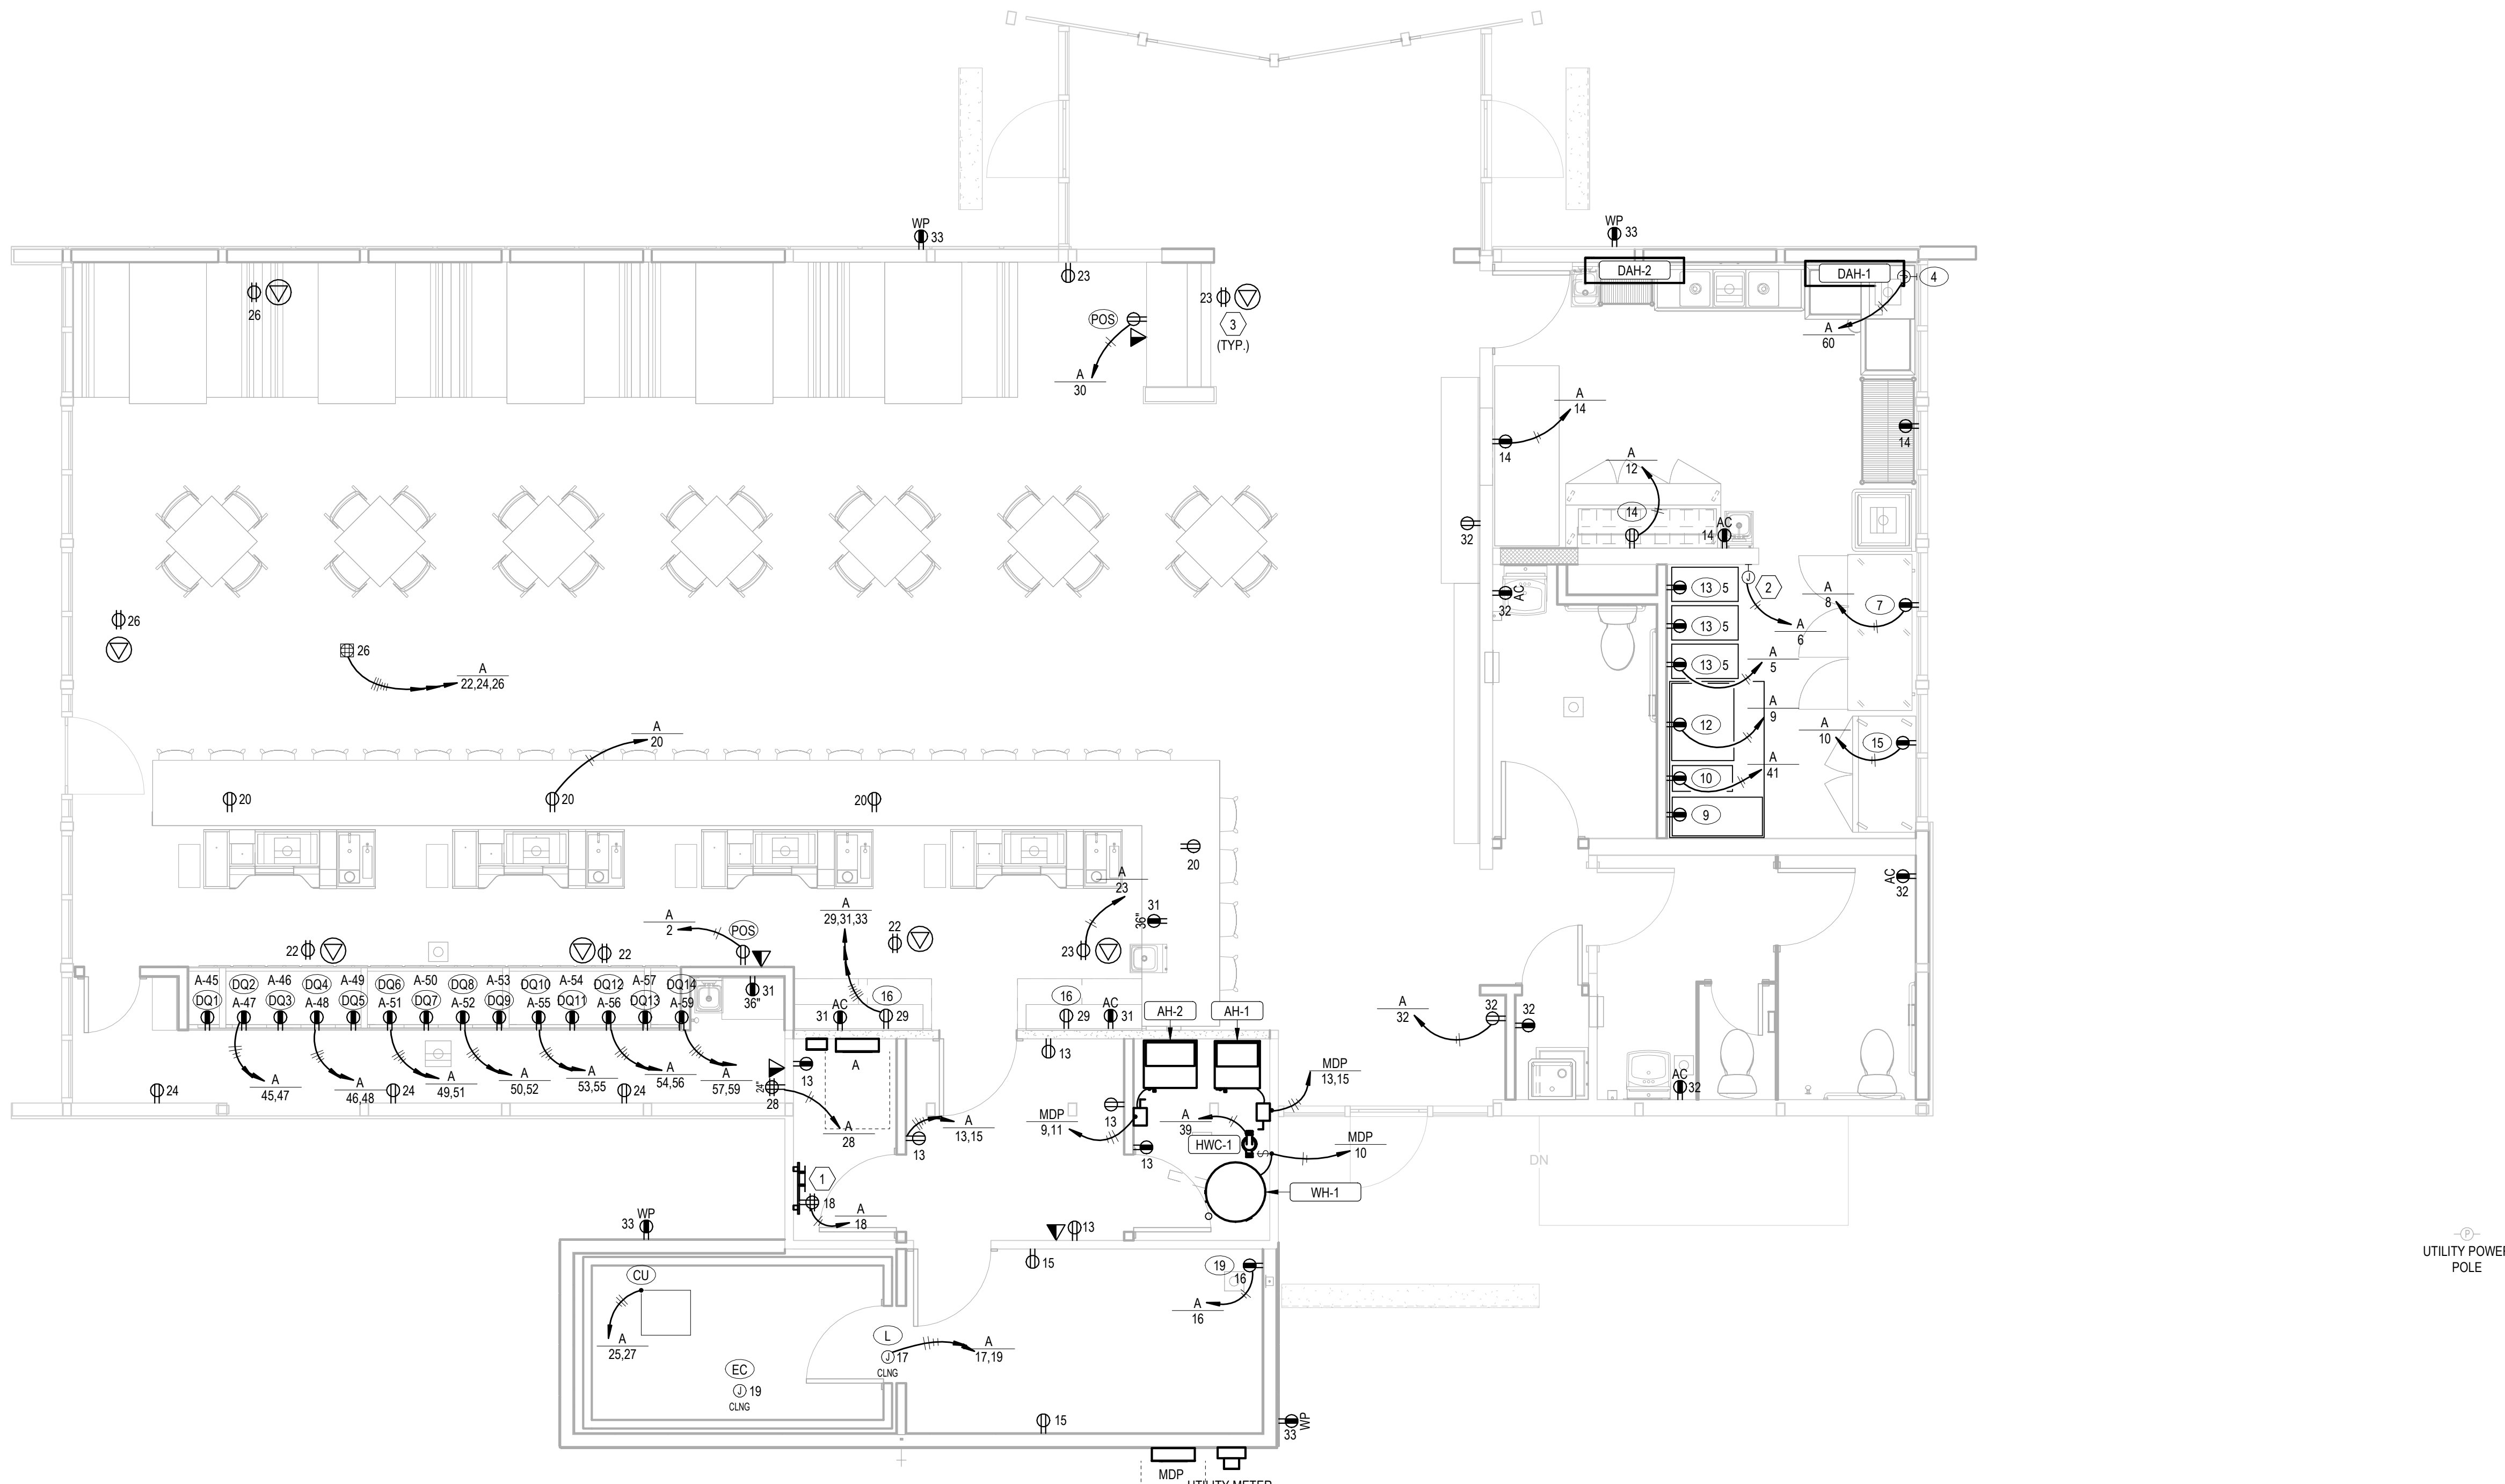 WP
33
WP
33
26
23
23
POS
3
(TYP.)
A
30
DAH-2
DAH-1
4
A
60
A
14
14
14
A
12
14
AC
14
32
AC
32
13 5
13 5
13 5
2
A
6
A
5
A
8
7
12
A
9
A
10
15
10
A
41
9
26
26
A
22,24,26
A
20
20
20
20
20
A
23
31
36"
23
A
29,31,33
22
A
2
POS
22
22
A-45
DQ2
A-46
DQ4
A-49
DQ6
A-50
DQ8
A-53
DQ10
A-54
DQ12
A-57
DQ14
DQ1
A-47
DQ3
A-48
DQ5
A-51
DQ7
A-52
DQ9
A-55
DQ11
A-56
DQ13
A-59
31
36"
AC
31
16
29
16
29
AC
31
AH-2
AH-1
AC
32
A
32
32
32
AC
32
24
A
45,47
A
46,48
24
A
49,51
A
50,52
A
53,55
24
A
54,56
A
57,59
24"
28
13
A
A
28
13
A
13,15
13
13
13
MDP
9,11
MDP
13,15
A
39
HWC-1
S
MDP
10
WH-1
DN
1
18
A
18
13
WP
33
15
19
16
A
16
CU
A
25,27
EC
J 19
CLNG
L
J 17
CLNG
A
17,19
15
WP
33
MDP
UTILITY METER
P
UTILITY POWER
POLE